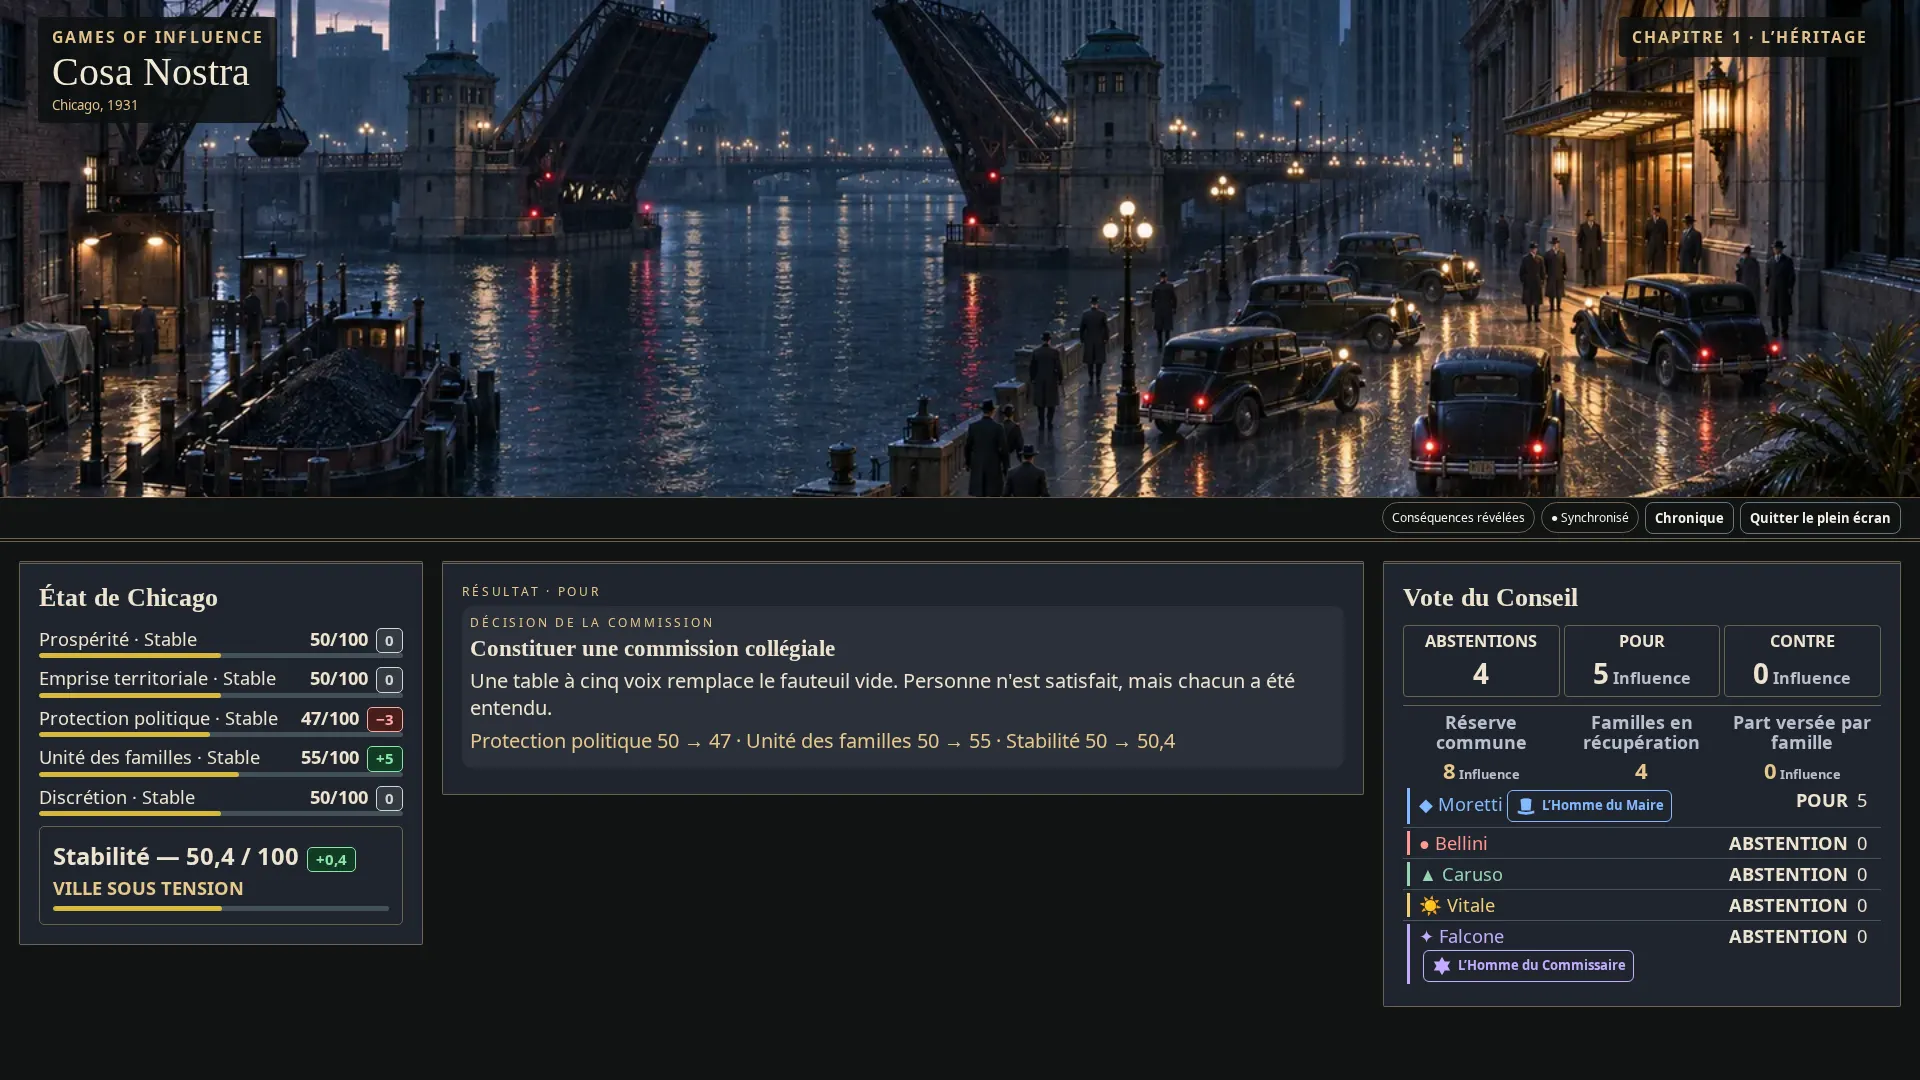 GAMES OF INFLUENCE
Cosa Nostra
Chicago, 1931
CHAPITRE 1 · L'HÉRITAGE
Conséquences révélées
● Synchronisé
Chronique
Quitter le plein écran
État de Chicago
Prospérité · Stable 50/100 0
Emprise territoriale · Stable 50/100 0
Protection politique · Stable 47/100 −3
Unité des familles · Stable 55/100 +5
Discrétion · Stable 50/100 0
Stabilité — 50,4 / 100 +0,4
VILLE SOUS TENSION
RÉSULTAT · POUR
DÉCISION DE LA COMMISSION
Constituer une commission collégiale
Une table à cinq voix remplace le fauteuil vide. Personne n'est satisfait, mais chacun a été
entendu.
Protection politique 50 → 47 · Unité des familles 50 → 55 · Stabilité 50 → 50,4
Vote du Conseil
ABSTENTIONS POUR CONTRE
4 5 Influence 0 Influence
Réserve Familles en Part versée par
commune récupération famille
8 Influence 4 0 Influence
◆ Moretti L'Homme du Maire POUR 5
● Bellini ABSTENTION 0
▲ Caruso ABSTENTION 0
☀ Vitale ABSTENTION 0
✦ Falcone ABSTENTION 0
L'Homme du Commissaire